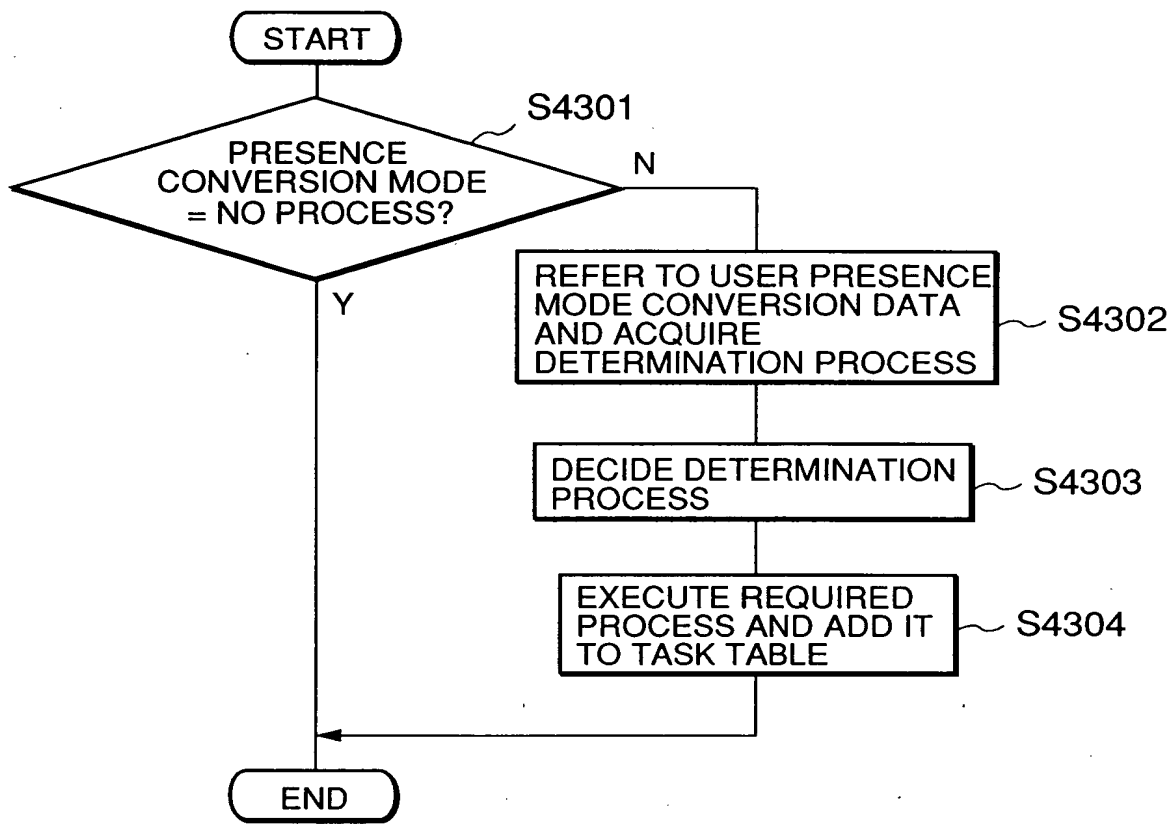 START
S4301
PRESENCE
CONVERSION MODE
= NO PROCESS?
N
Y
REFER TO USER PRESENCE
MODE CONVERSION DATA
AND ACQUIRE
DETERMINATION PROCESS
S4302
DECIDE DETERMINATION
PROCESS
S4303
EXECUTE REQUIRED
PROCESS AND ADD IT
TO TASK TABLE
S4304
END